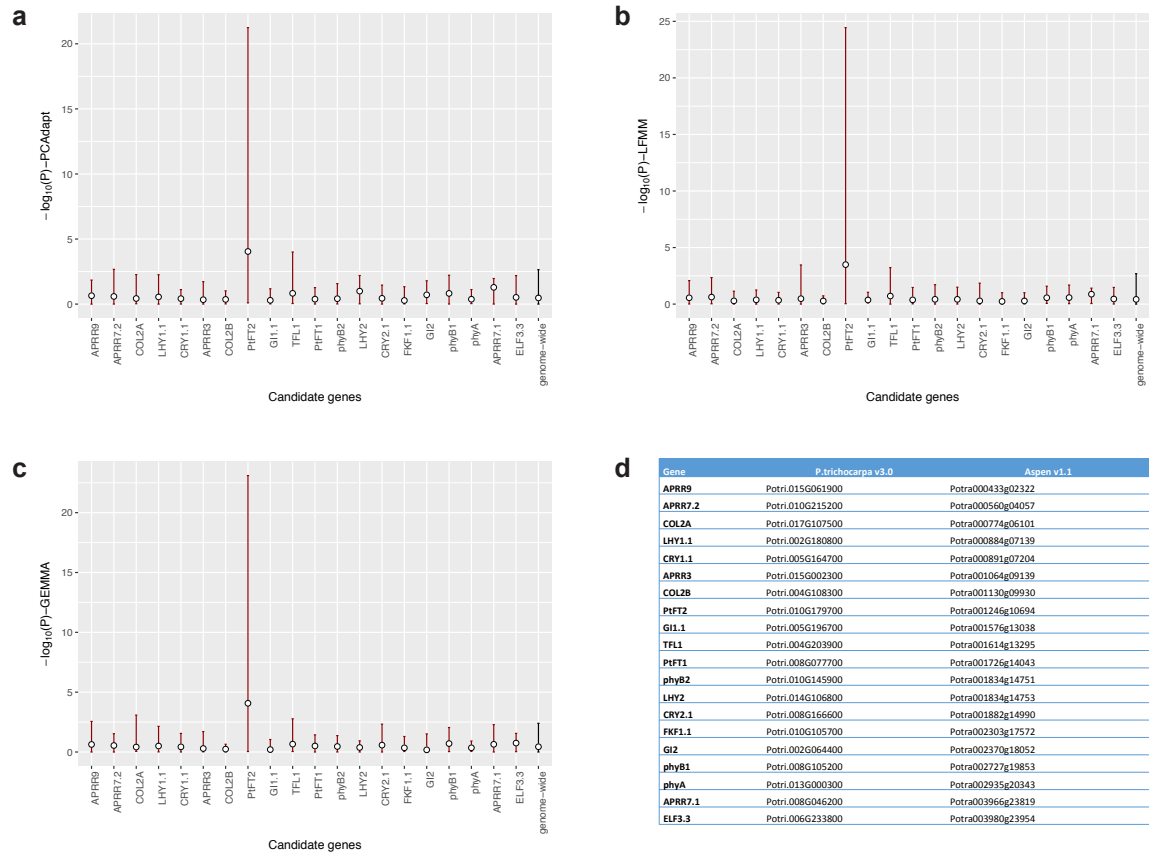 a
20
15
10
5
0
− log10(P)−PCAdapt
APRR9
APRR7.2
COL2A
LHY1.1
CRY1.1
APRR3
COL2B
PtFT2
GI1.1
TFL1
PtFT1
phyB2
LHY2
CRY2.1
FKF1.1
GI2
phyB1
phyA
APRR7.1
ELF3.3
genome−wide
Candidate genes
b
25
20
15
10
5
0
− log10(P)−LFMM
APRR9
APRR7.2
COL2A
LHY1.1
CRY1.1
APRR3
COL2B
PtFT2
GI1.1
TFL1
PtFT1
phyB2
LHY2
CRY2.1
FKF1.1
GI2
phyB1
phyA
APRR7.1
ELF3.3
genome−wide
Candidate genes
c
20
15
10
5
0
− log10(P)−GEMMA
APRR9
APRR7.2
COL2A
LHY1.1
CRY1.1
APRR3
COL2B
PtFT2
GI1.1
TFL1
PtFT1
phyB2
LHY2
CRY2.1
FKF1.1
GI2
phyB1
phyA
APRR7.1
ELF3.3
genome−wide
Candidate genes
d
Gene P.trichocarpa v3.0 Aspen v1.1
APRR9 Potri.015G061900 Potra000433g02322
APRR7.2 Potri.010G215200 Potra000560g04057
COL2A Potri.017G107500 Potra000774g06101
LHY1.1 Potri.002G180800 Potra000884g07139
CRY1.1 Potri.005G164700 Potra000891g07204
APRR3 Potri.015G002300 Potra001064g09139
COL2B Potri.004G108300 Potra001130g09930
PtFT2 Potri.010G179700 Potra001246g10694
GI1.1 Potri.005G196700 Potra001576g13038
TFL1 Potri.004G203900 Potra001614g13295
PtFT1 Potri.008G077700 Potra001726g14043
phyB2 Potri.010G145900 Potra001834g14751
LHY2 Potri.014G106800 Potra001834g14753
CRY2.1 Potri.008G166600 Potra001882g14990
FKF1.1 Potri.010G105700 Potra002303g17572
GI2 Potri.002G064400 Potra002370g18052
phyB1 Potri.008G105200 Potra002727g19853
phyA Potri.013G000300 Potra002935g20343
APRR7.1 Potri.008G046200 Potra003966g23819
ELF3.3 Potri.006G233800 Potra003980g23954